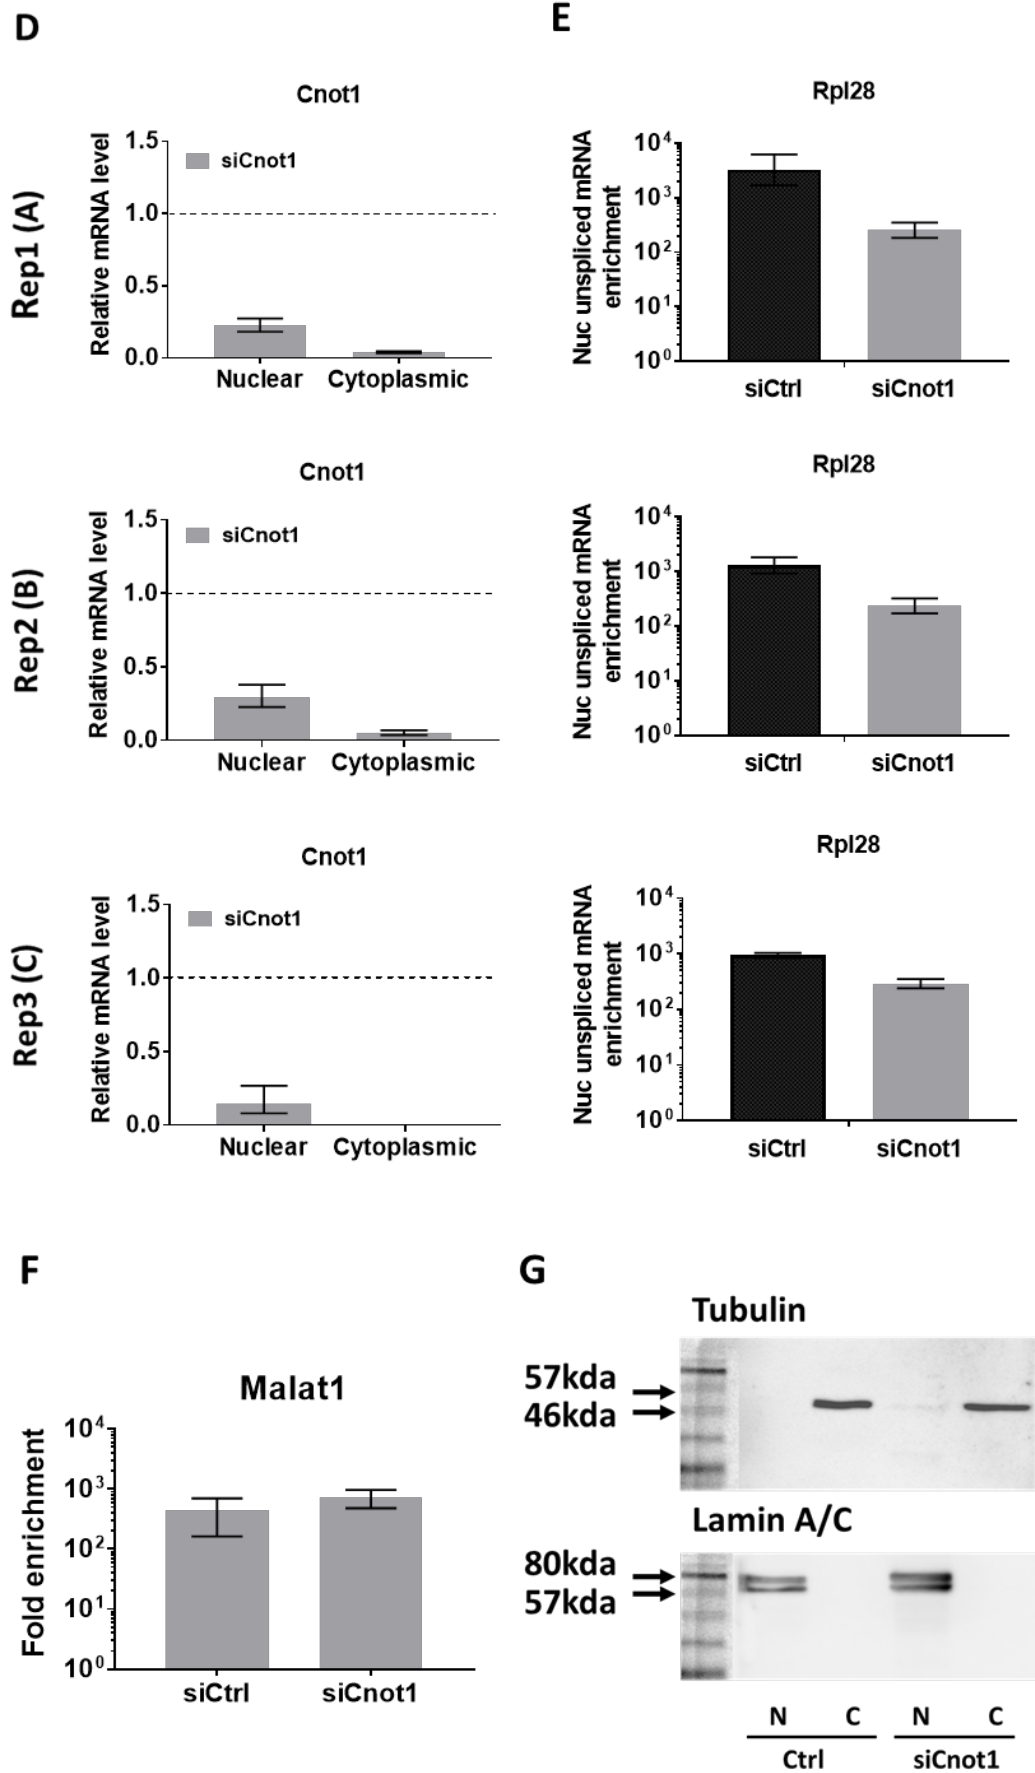 D
E
Rep1 (A)
Cnot1
Relative mRNA level
1.5
1.0
0.5
0.0
siCnot1
Nuclear Cytoplasmic
Rpl28
Nuc unspliced mRNA
enrichment
10⁴
10³
10²
10¹
10⁰
siCtrl siCnot1
Rep2 (B)
Cnot1
Relative mRNA level
1.5
1.0
0.5
0.0
siCnot1
Nuclear Cytoplasmic
Rpl28
Nuc unspliced mRNA
enrichment
10⁴
10³
10²
10¹
10⁰
siCtrl siCnot1
Rep3 (C)
Cnot1
Relative mRNA level
1.5
1.0
0.5
0.0
siCnot1
Nuclear Cytoplasmic
Rpl28
Nuc unspliced mRNA
enrichment
10⁴
10³
10²
10¹
10⁰
siCtrl siCnot1
F
Malat1
Fold enrichment
10⁴
10³
10²
10¹
10⁰
siCtrl siCnot1
G
Tubulin
57kda
46kda
Lamin A/C
80kda
57kda
N C N C
Ctrl siCnot1